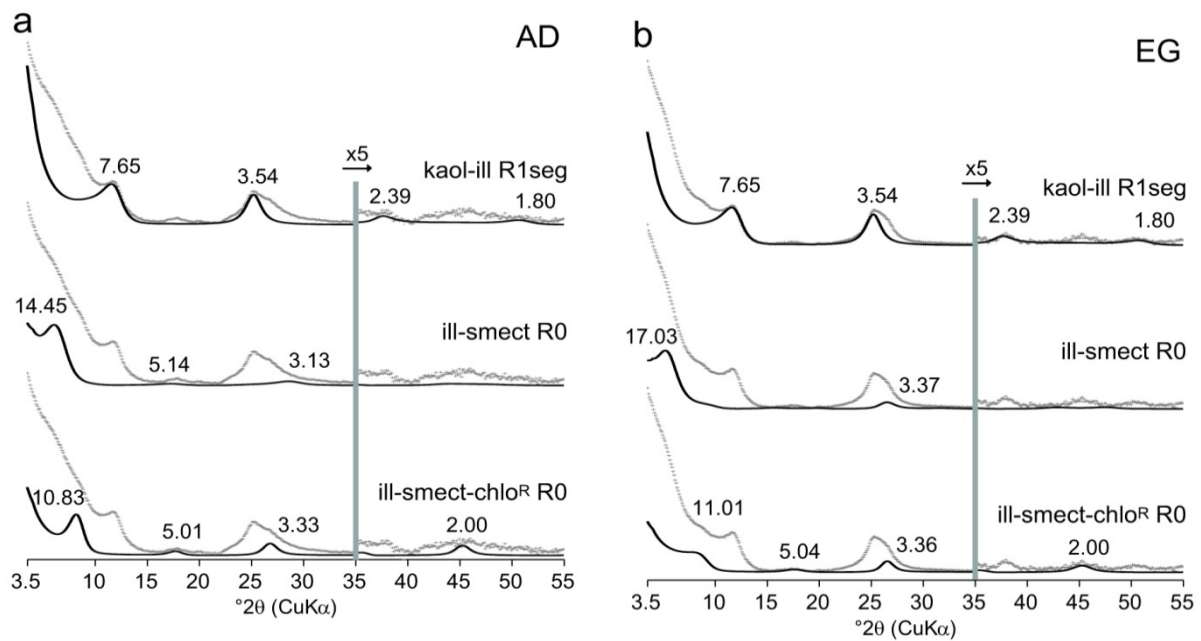 a
AD
7.65
3.54
x5
kaol-ill R1seg
2.39
1.80
14.45
ill-smect R0
5.14
3.13
10.83
ill-smect-chloᴿ R0
5.01
3.33
2.00
3.5 10 15 20 25 30 35 40 45 50 55
°2θ (CuKα)
b
EG
7.65
3.54
x5
kaol-ill R1seg
2.39
1.80
17.03
ill-smect R0
3.37
11.01
ill-smect-chloᴿ R0
5.04
3.36
2.00
3.5 10 15 20 25 30 35 40 45 50 55
°2θ (CuKα)